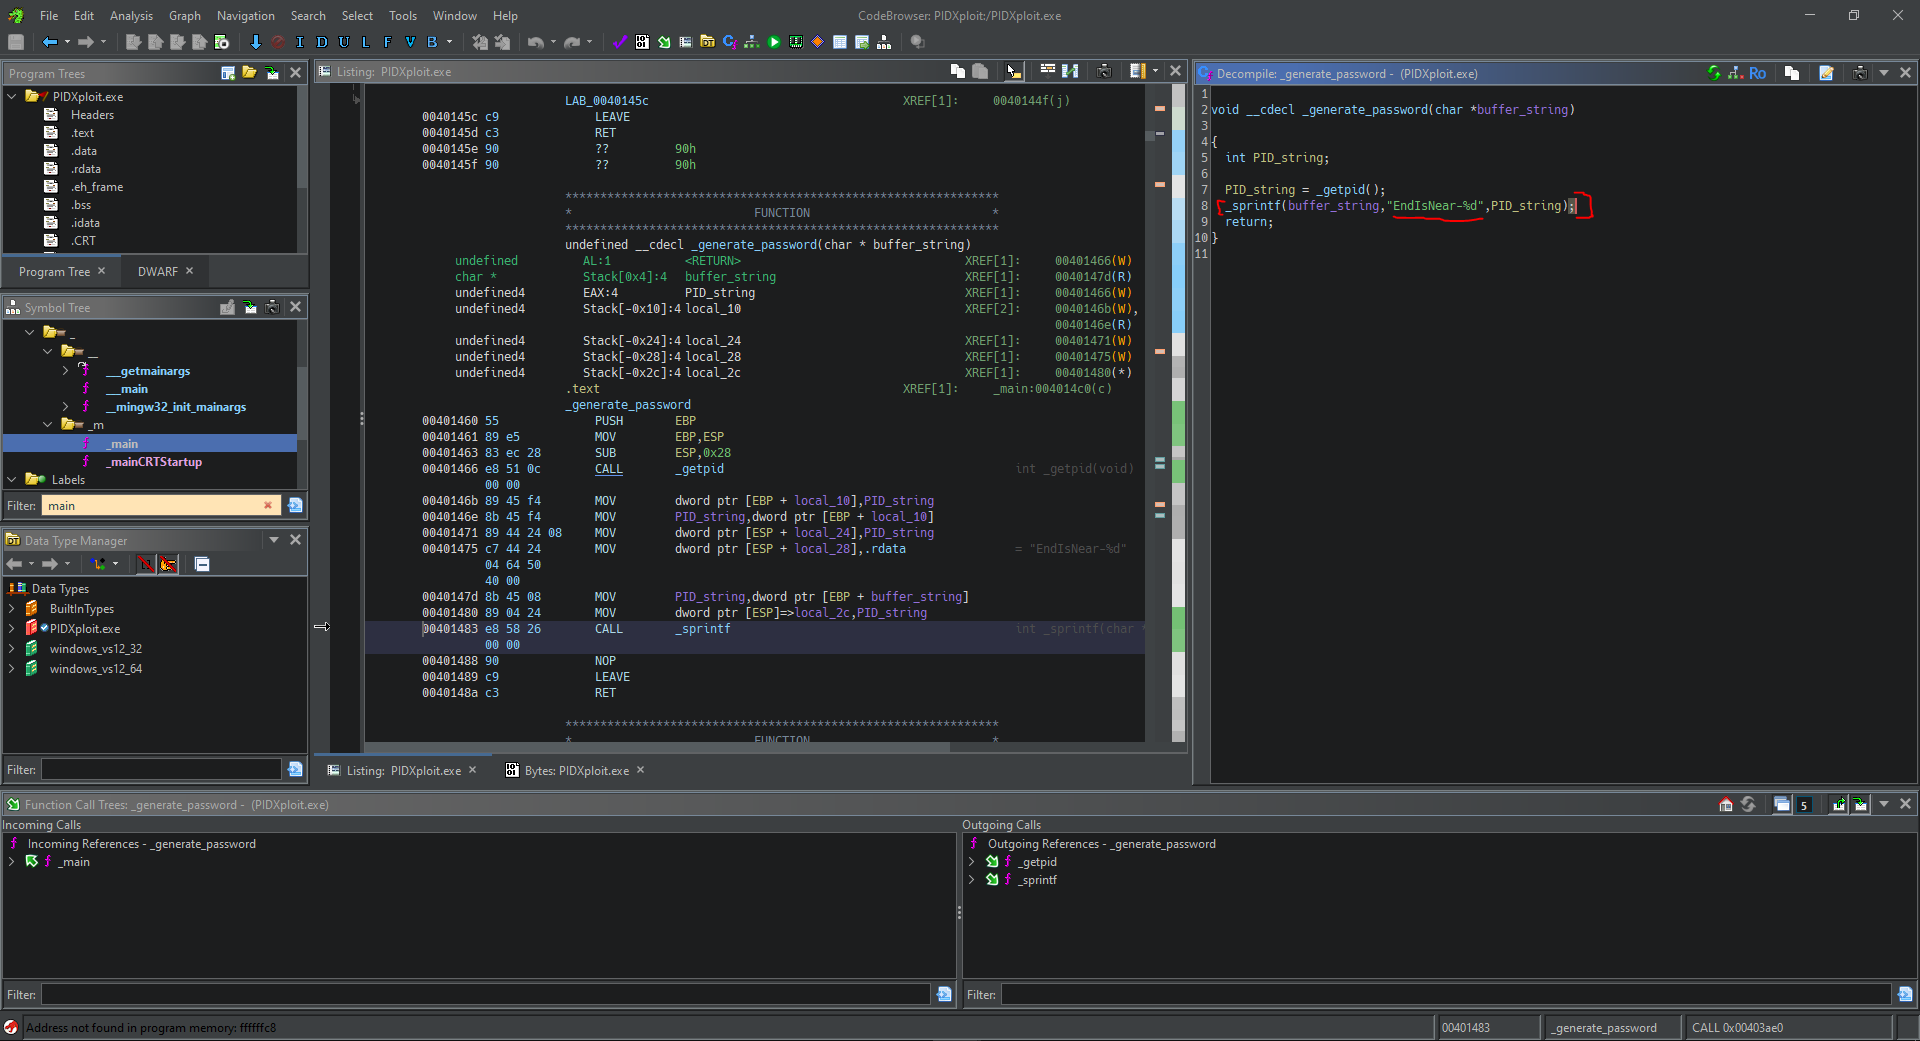 File Edit Analysis Graph Navigation Search Select Tools Window Help
CodeBrowser: PIDXploit:/PIDXploit.exe
I D U L F V B
Program Trees
PIDXploit.exe
Headers
.text
.data
.rdata
.eh_frame
.bss
.idata
.CRT
Program Tree
DWARF
Symbol Tree
_
__
___getmainargs
___main
__mingw32_init_mainargs
_m
_main
_mainCRTStartup
Labels
Filter: main
Data Type Manager
Data Types
BuiltInTypes
PIDXploit.exe
windows_vs12_32
windows_vs12_64
Filter:
Listing: PIDXploit.exe
LAB_0040145c XREF[1]: 0040144f(j)
0040145c c9 LEAVE
0040145d c3 RET
0040145e 90 ?? 90h
0040145f 90 ?? 90h
**************************************************************
* FUNCTION *
**************************************************************
undefined __cdecl _generate_password(char * buffer_string)
undefined AL:1 <RETURN> XREF[1]: 00401466(W)
char * Stack[0x4]:4 buffer_string XREF[1]: 0040147d(R)
undefined4 EAX:4 PID_string XREF[1]: 00401466(W)
undefined4 Stack[-0x10]:4 local_10 XREF[2]: 0040146b(W),
0040146e(R)
undefined4 Stack[-0x24]:4 local_24 XREF[1]: 00401471(W)
undefined4 Stack[-0x28]:4 local_28 XREF[1]: 00401475(W)
undefined4 Stack[-0x2c]:4 local_2c XREF[1]: 00401480(*)
.text XREF[1]: _main:004014c0(c)
_generate_password
00401460 55 PUSH EBP
00401461 89 e5 MOV EBP,ESP
00401463 83 ec 28 SUB ESP,0x28
00401466 e8 51 0c CALL _getpid int _getpid(void)
00 00
0040146b 89 45 f4 MOV dword ptr [EBP + local_10],PID_string
0040146e 8b 45 f4 MOV PID_string,dword ptr [EBP + local_10]
00401471 89 44 24 08 MOV dword ptr [ESP + local_24],PID_string
00401475 c7 44 24 MOV dword ptr [ESP + local_28],.rdata = "EndIsNear-%d"
04 64 50
40 00
0040147d 8b 45 08 MOV PID_string,dword ptr [EBP + buffer_string]
00401480 89 04 24 MOV dword ptr [ESP]=>local_2c,PID_string
00401483 e8 58 26 CALL _sprintf int _sprintf(char *
00 00
00401488 90 NOP
00401489 c9 LEAVE
0040148a c3 RET
**************************************************************
* FUNCTION *
Listing: PIDXploit.exe
Bytes: PIDXploit.exe
Decompile: _generate_password - (PIDXploit.exe)
Ro
1
2 void __cdecl _generate_password(char *buffer_string)
3
4 {
5 int PID_string;
6
7 PID_string = _getpid();
8 _sprintf(buffer_string,"EndIsNear-%d",PID_string);
9 return;
10 }
11
Function Call Trees: _generate_password - (PIDXploit.exe)
5
Incoming Calls
Incoming References - _generate_password
_main
Filter:
Outgoing Calls
Outgoing References - _generate_password
_getpid
_sprintf
Filter:
Address not found in program memory: ffffffc8
00401483
_generate_password
CALL 0x00403ae0